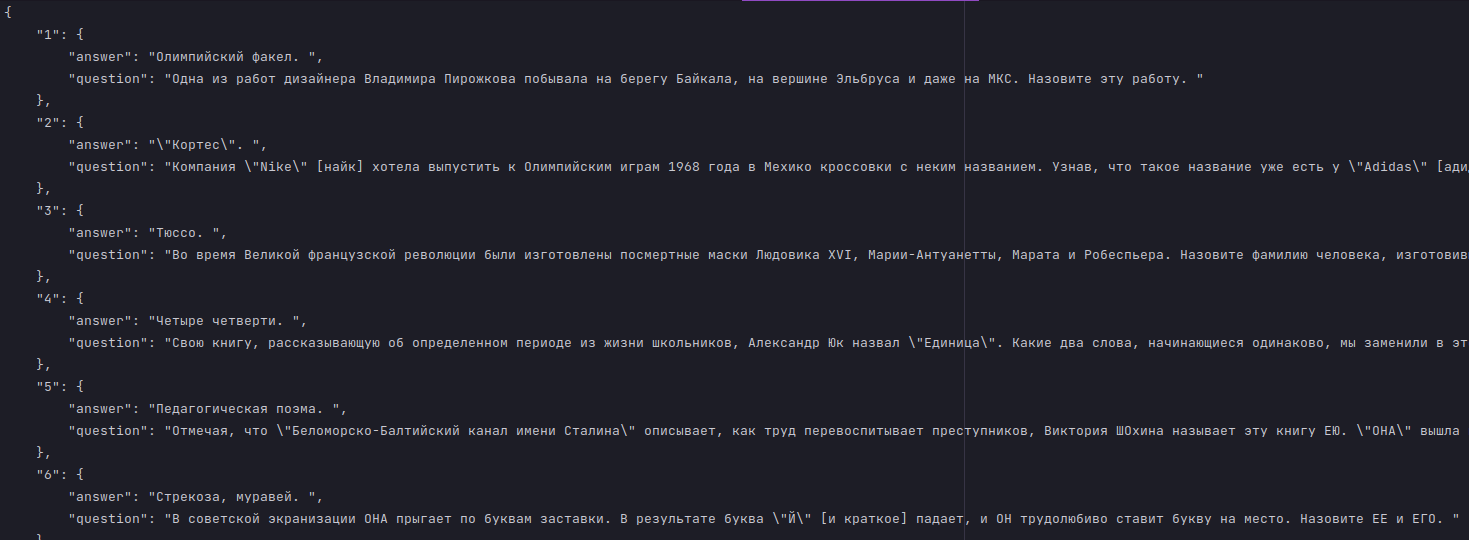 {
"1": {
"answer": "Олимпийский факел. ",
"question": "Одна из работ дизайнера Владимира Пирожкова побывала на берегу Байкала, на вершине Эльбруса и даже на МКС. Назовите эту работу. "
},
"2": {
"answer": "\"Кортес\". ",
"question": "Компания \"Nike\" [найк] хотела выпустить к Олимпийским играм 1968 года в Мехико кроссовки с неким названием. Узнав, что такое название уже есть у \"Adidas\" [ади
},
"3": {
"answer": "Тюссо. ",
"question": "Во время Великой французской революции были изготовлены посмертные маски Людовика XVI, Марии-Антуанетты, Марата и Робеспьера. Назовите фамилию человека, изготовив
},
"4": {
"answer": "Четыре четверти. ",
"question": "Свою книгу, рассказывающую об определенном периоде из жизни школьников, Александр Юк назвал \"Единица\". Какие два слова, начинающиеся одинаково, мы заменили в эт
},
"5": {
"answer": "Педагогическая поэма. ",
"question": "Отмечая, что \"Беломорско-Балтийский канал имени Сталина\" описывает, как труд перевоспитывает преступников, Виктория ШОхина называет эту книгу ЕЮ. \"ОНА\" вышла
},
"6": {
"answer": "Стрекоза, муравей. ",
"question": "В советской экранизации ОНА прыгает по буквам заставки. В результате буква \"Й\" [и краткое] падает, и ОН трудолюбиво ставит букву на место. Назовите ЕЕ и ЕГО. "